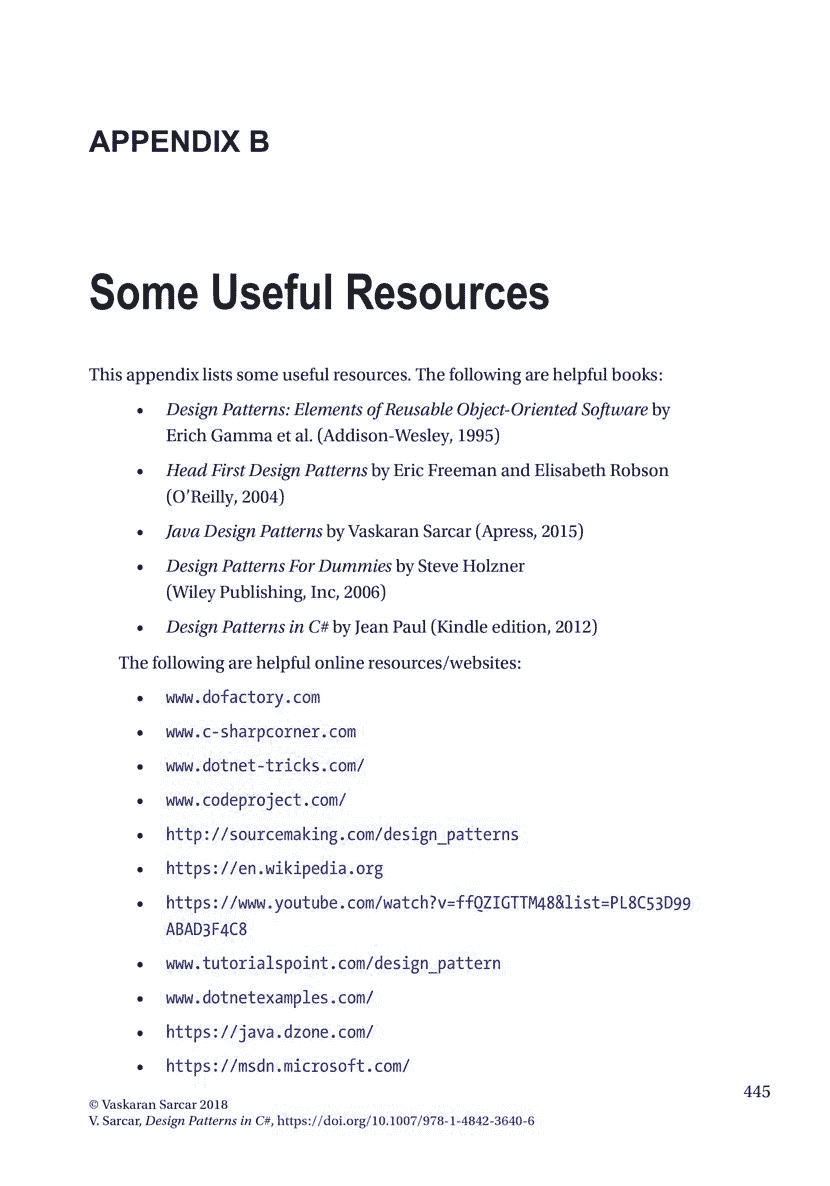 APPENDIX B
Some Useful Resources
This appendix lists some useful resources. The following are helpful books:
• Design Patterns: Elements of Reusable Object-Oriented Software by
Erich Gamma et al. (Addison-Wesley, 1995)
• Head First Design Patterns by Eric Freeman and Elisabeth Robson
(O’Reilly, 2004)
• Java Design Patterns by Vaskaran Sarcar (Apress, 2015)
• Design Patterns For Dummies by Steve Holzner
(Wiley Publishing, Inc, 2006)
• Design Patterns in C# by Jean Paul (Kindle edition, 2012)
The following are helpful online resources/websites:
• www.dofactory.com
• www.c-sharpcorner.com
• www.dotnet-tricks.com/
• www.codeproject.com/
• http://sourcemaking.com/design_patterns
• https://en.wikipedia.org
• https://www.youtube.com/watch?v=ffQZIGTTM48&list=PL8C53D99
ABAD3F4C8
• www.tutorialspoint.com/design_pattern
• www.dotnetexamples.com/
• https://java.dzone.com/
• https://msdn.microsoft.com/
445
© Vaskaran Sarcar 2018
V. Sarcar, Design Patterns in C#, https://doi.org/10.1007/978-1-4842-3640-6